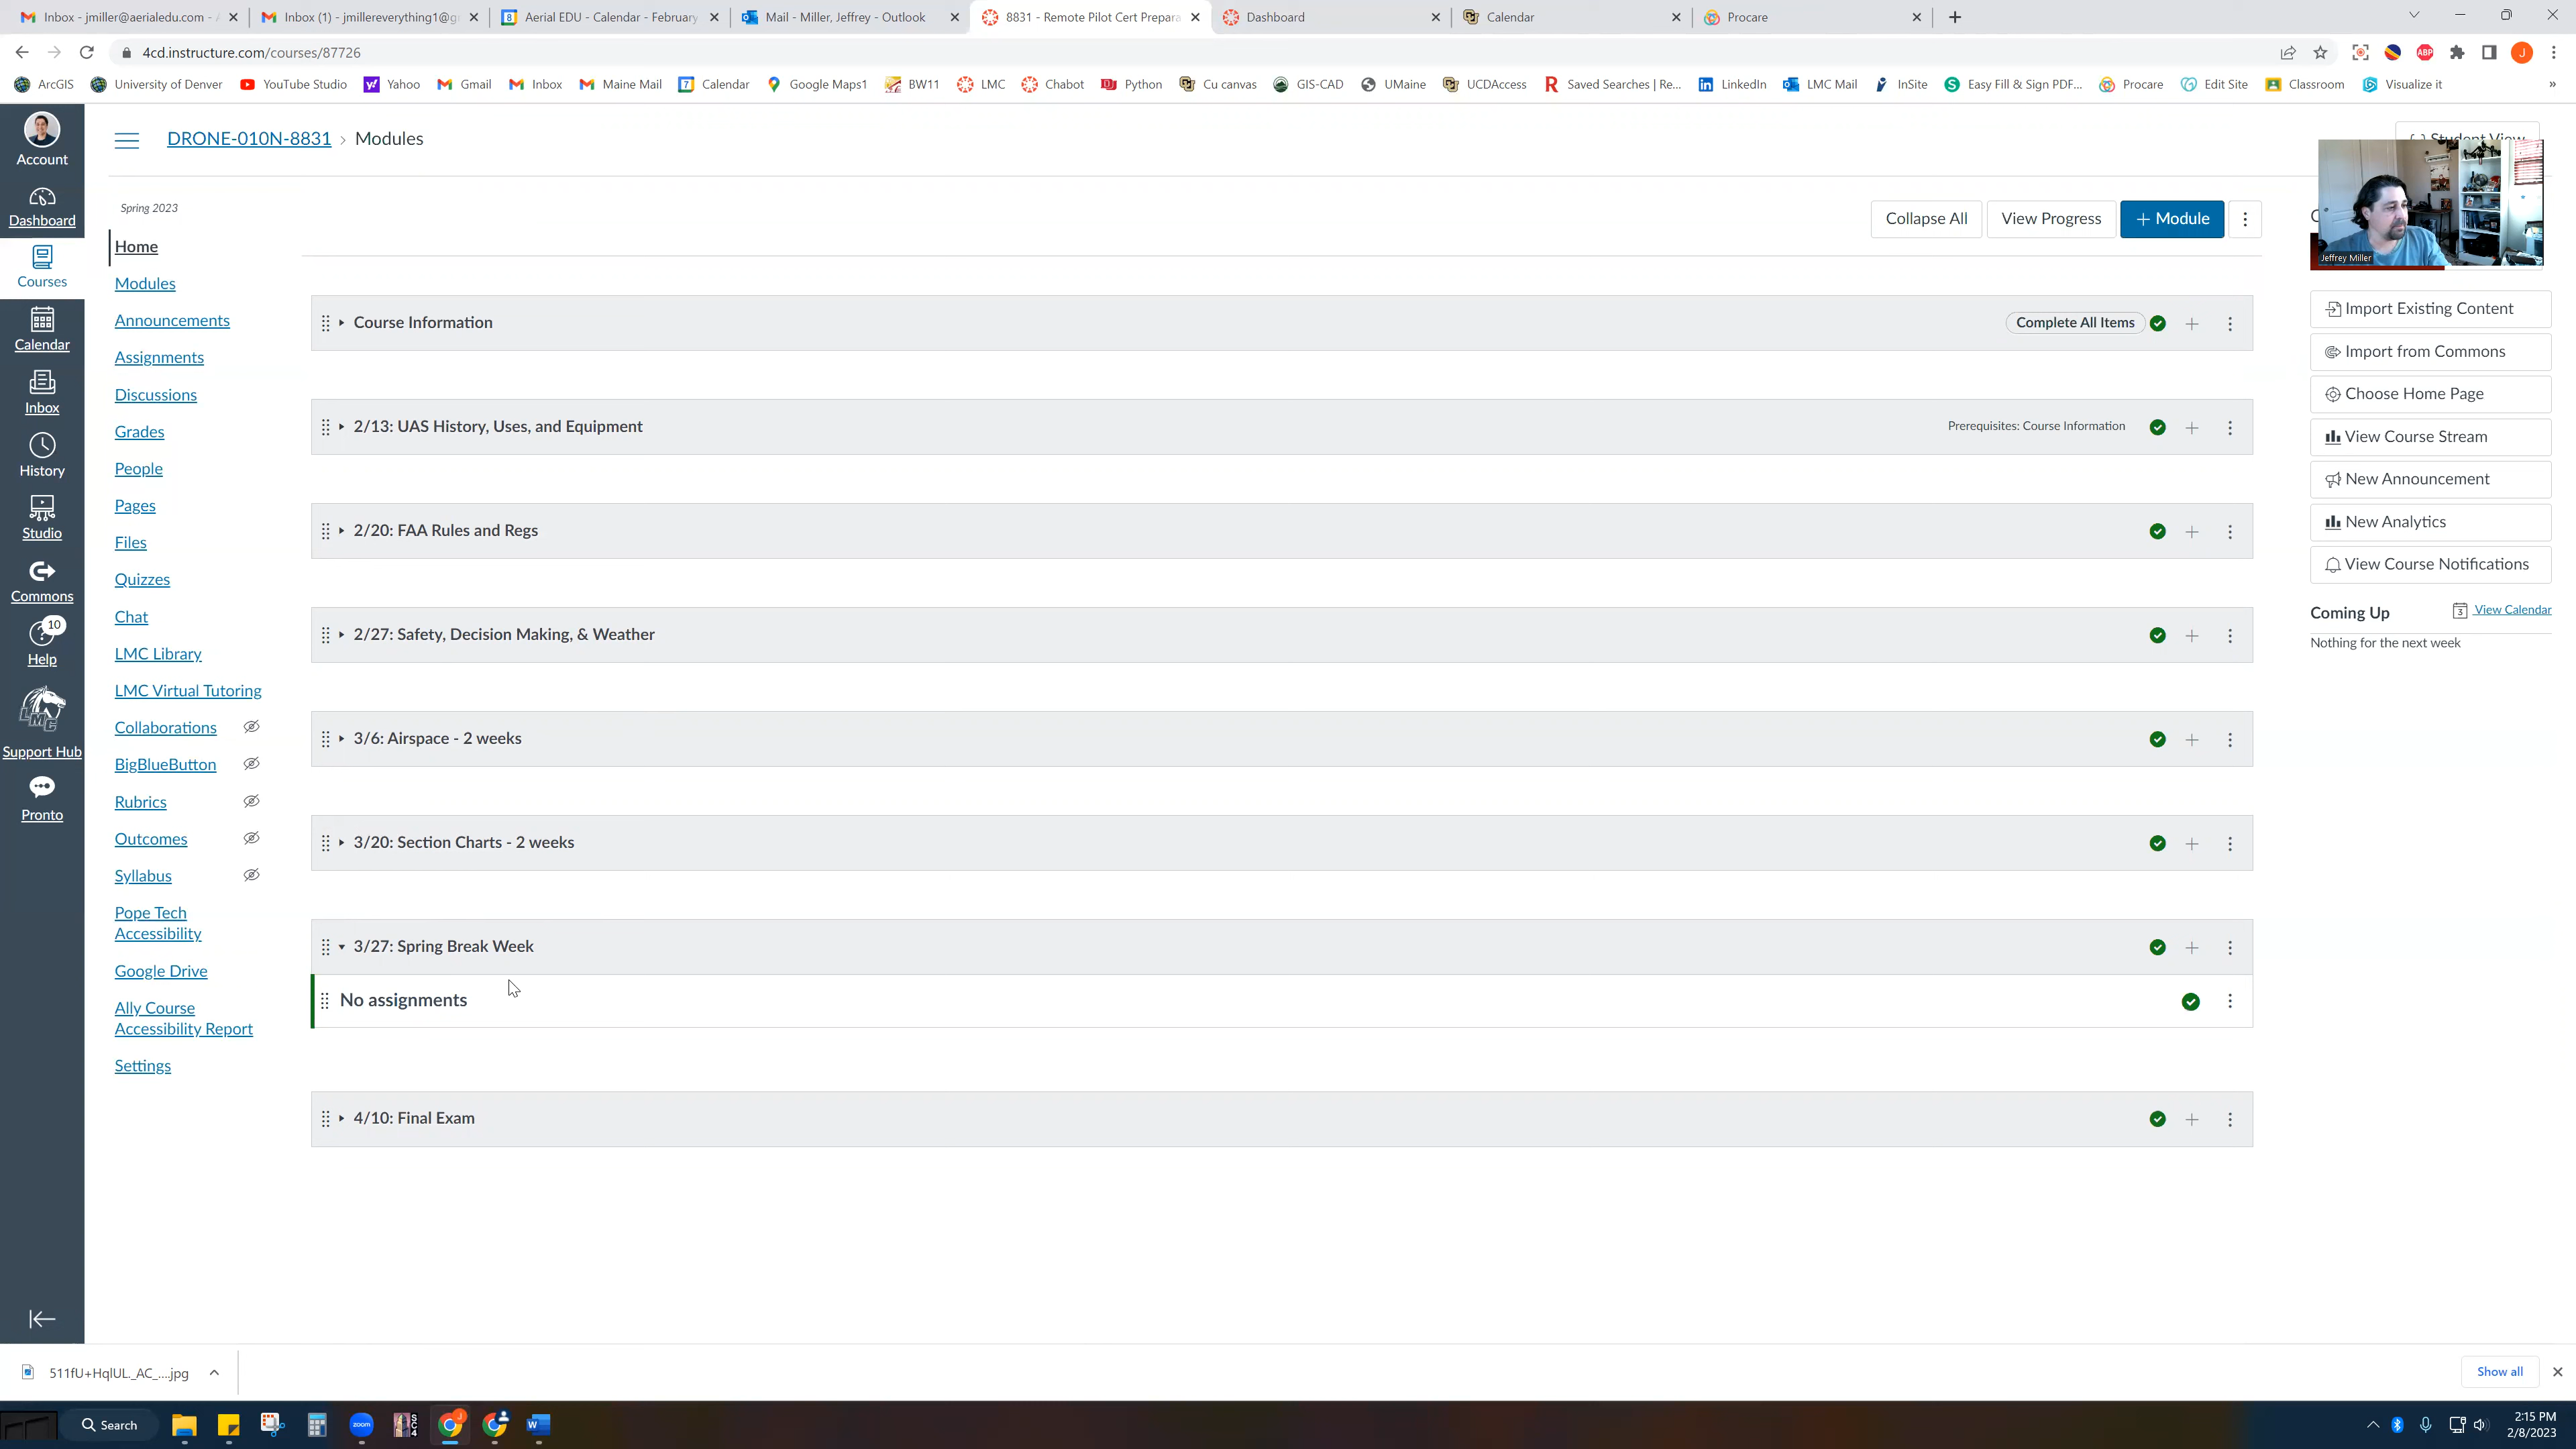 Inbox - jmiller@aerialedu.com -
Inbox (1) - jmillereverything1@g
Aerial EDU - Calendar - February
Mail - Miller, Jeffrey - Outlook
8831 - Remote Pilot Cert Prepara
Dashboard
Calendar
Procare
4cd.instructure.com/courses/87726
ABP
J
ArcGIS
University of Denver
YouTube Studio
Yahoo
Gmail
Inbox
Maine Mail
Calendar
Google Maps1
BW11
LMC
Chabot
Python
Cu canvas
GIS-CAD
UMaine
UCDAccess
Saved Searches | Re...
LinkedIn
LMC Mail
InSite
Easy Fill & Sign PDF...
Procare
Edit Site
Classroom
Visualize it
»
Account
Dashboard
Courses
Calendar
Inbox
History
Studio
Commons
10
Help
LMC
Support Hub
Pronto
DRONE-010N-8831 › Modules
Student View
Jeffrey Miller
Spring 2023
Home
Modules
Announcements
Assignments
Discussions
Grades
People
Pages
Files
Quizzes
Chat
LMC Library
LMC Virtual Tutoring
Collaborations
BigBlueButton
Rubrics
Outcomes
Syllabus
Pope Tech
Accessibility
Google Drive
Ally Course
Accessibility Report
Settings
Collapse All
View Progress
+ Module
Course Information
Complete All Items
2/13: UAS History, Uses, and Equipment
Prerequisites: Course Information
2/20: FAA Rules and Regs
2/27: Safety, Decision Making, & Weather
3/6: Airspace - 2 weeks
3/20: Section Charts - 2 weeks
3/27: Spring Break Week
No assignments
4/10: Final Exam
Import Existing Content
Import from Commons
Choose Home Page
View Course Stream
New Announcement
New Analytics
View Course Notifications
Coming Up
3 View Calendar
Nothing for the next week
511fU+HqlUL._AC_....jpg
Show all
Search
zoom
SC4
J
W
2:15 PM
2/8/2023